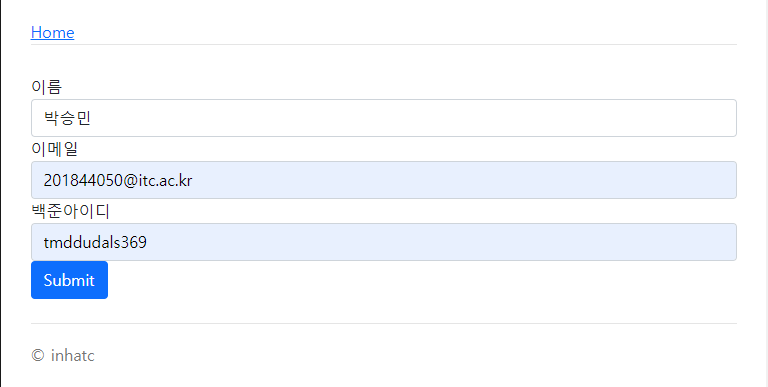 Home
이름
박승민
이메일
201844050@itc.ac.kr
백준아이디
tmddudals369
Submit
© inhatc